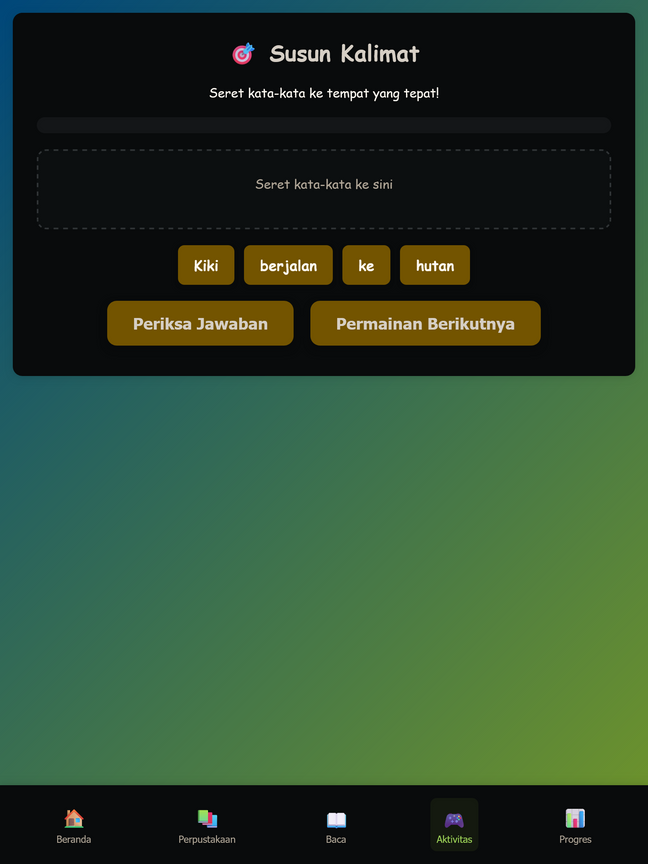 🎯 Susun Kalimat
Seret kata-kata ke tempat yang tepat!
Seret kata-kata ke sini
Kiki berjalan ke hutan
Periksa Jawaban Permainan Berikutnya
Beranda Perpustakaan Baca Aktivitas Progres